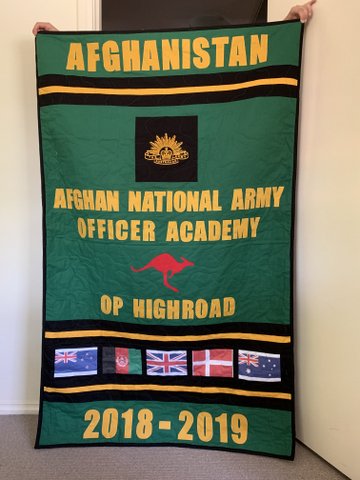 AFGHANISTAN
AFGHAN NATIONAL ARMY
OFFICER ACADEMY
OP HIGHROAD
2018-2019